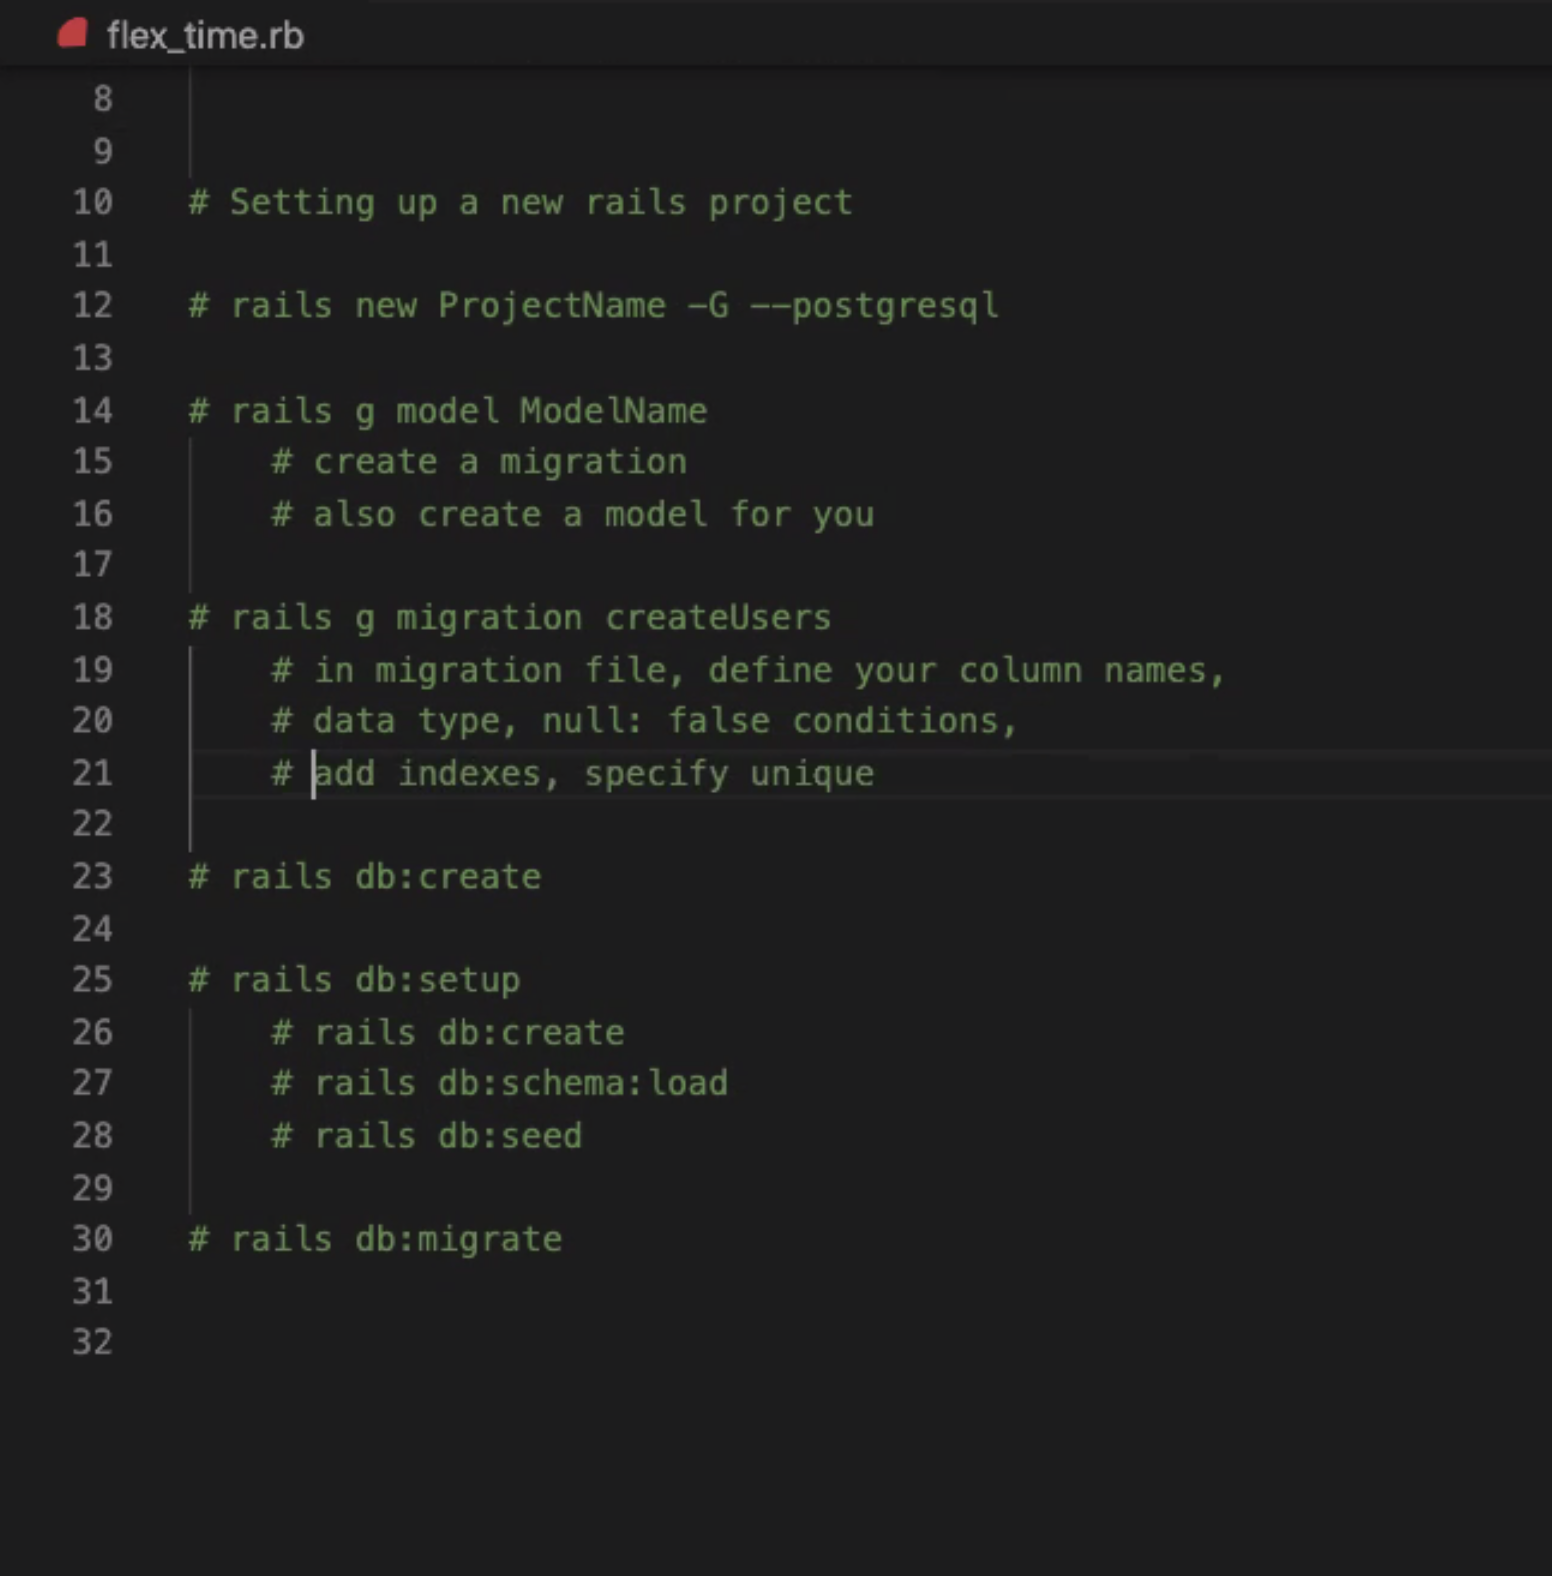 flex_time.rb
8
9
10 # Setting up a new rails project
11
12 # rails new ProjectName -G --postgresql
13
14 # rails g model ModelName
15 # create a migration
16 # also create a model for you
17
18 # rails g migration createUsers
19 # in migration file, define your column names,
20 # data type, null: false conditions,
21 # add indexes, specify unique
22
23 # rails db:create
24
25 # rails db:setup
26 # rails db:create
27 # rails db:schema:load
28 # rails db:seed
29
30 # rails db:migrate
31
32